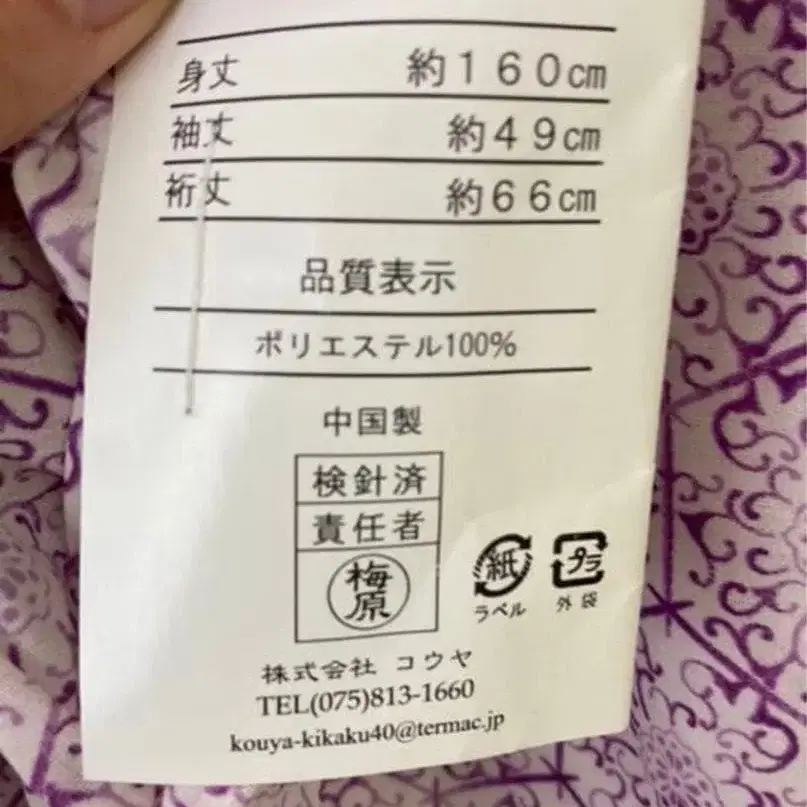 身丈 約160cm
袖丈 約49cm
裄丈 約66cm
品質表示
ポリエステル100%
中国製
検針済
責任者
梅原
紙 プラ
ラベル 外袋
株式会社 コウヤ
TEL(075)813-1660
kouya-kikaku40@termac.jp